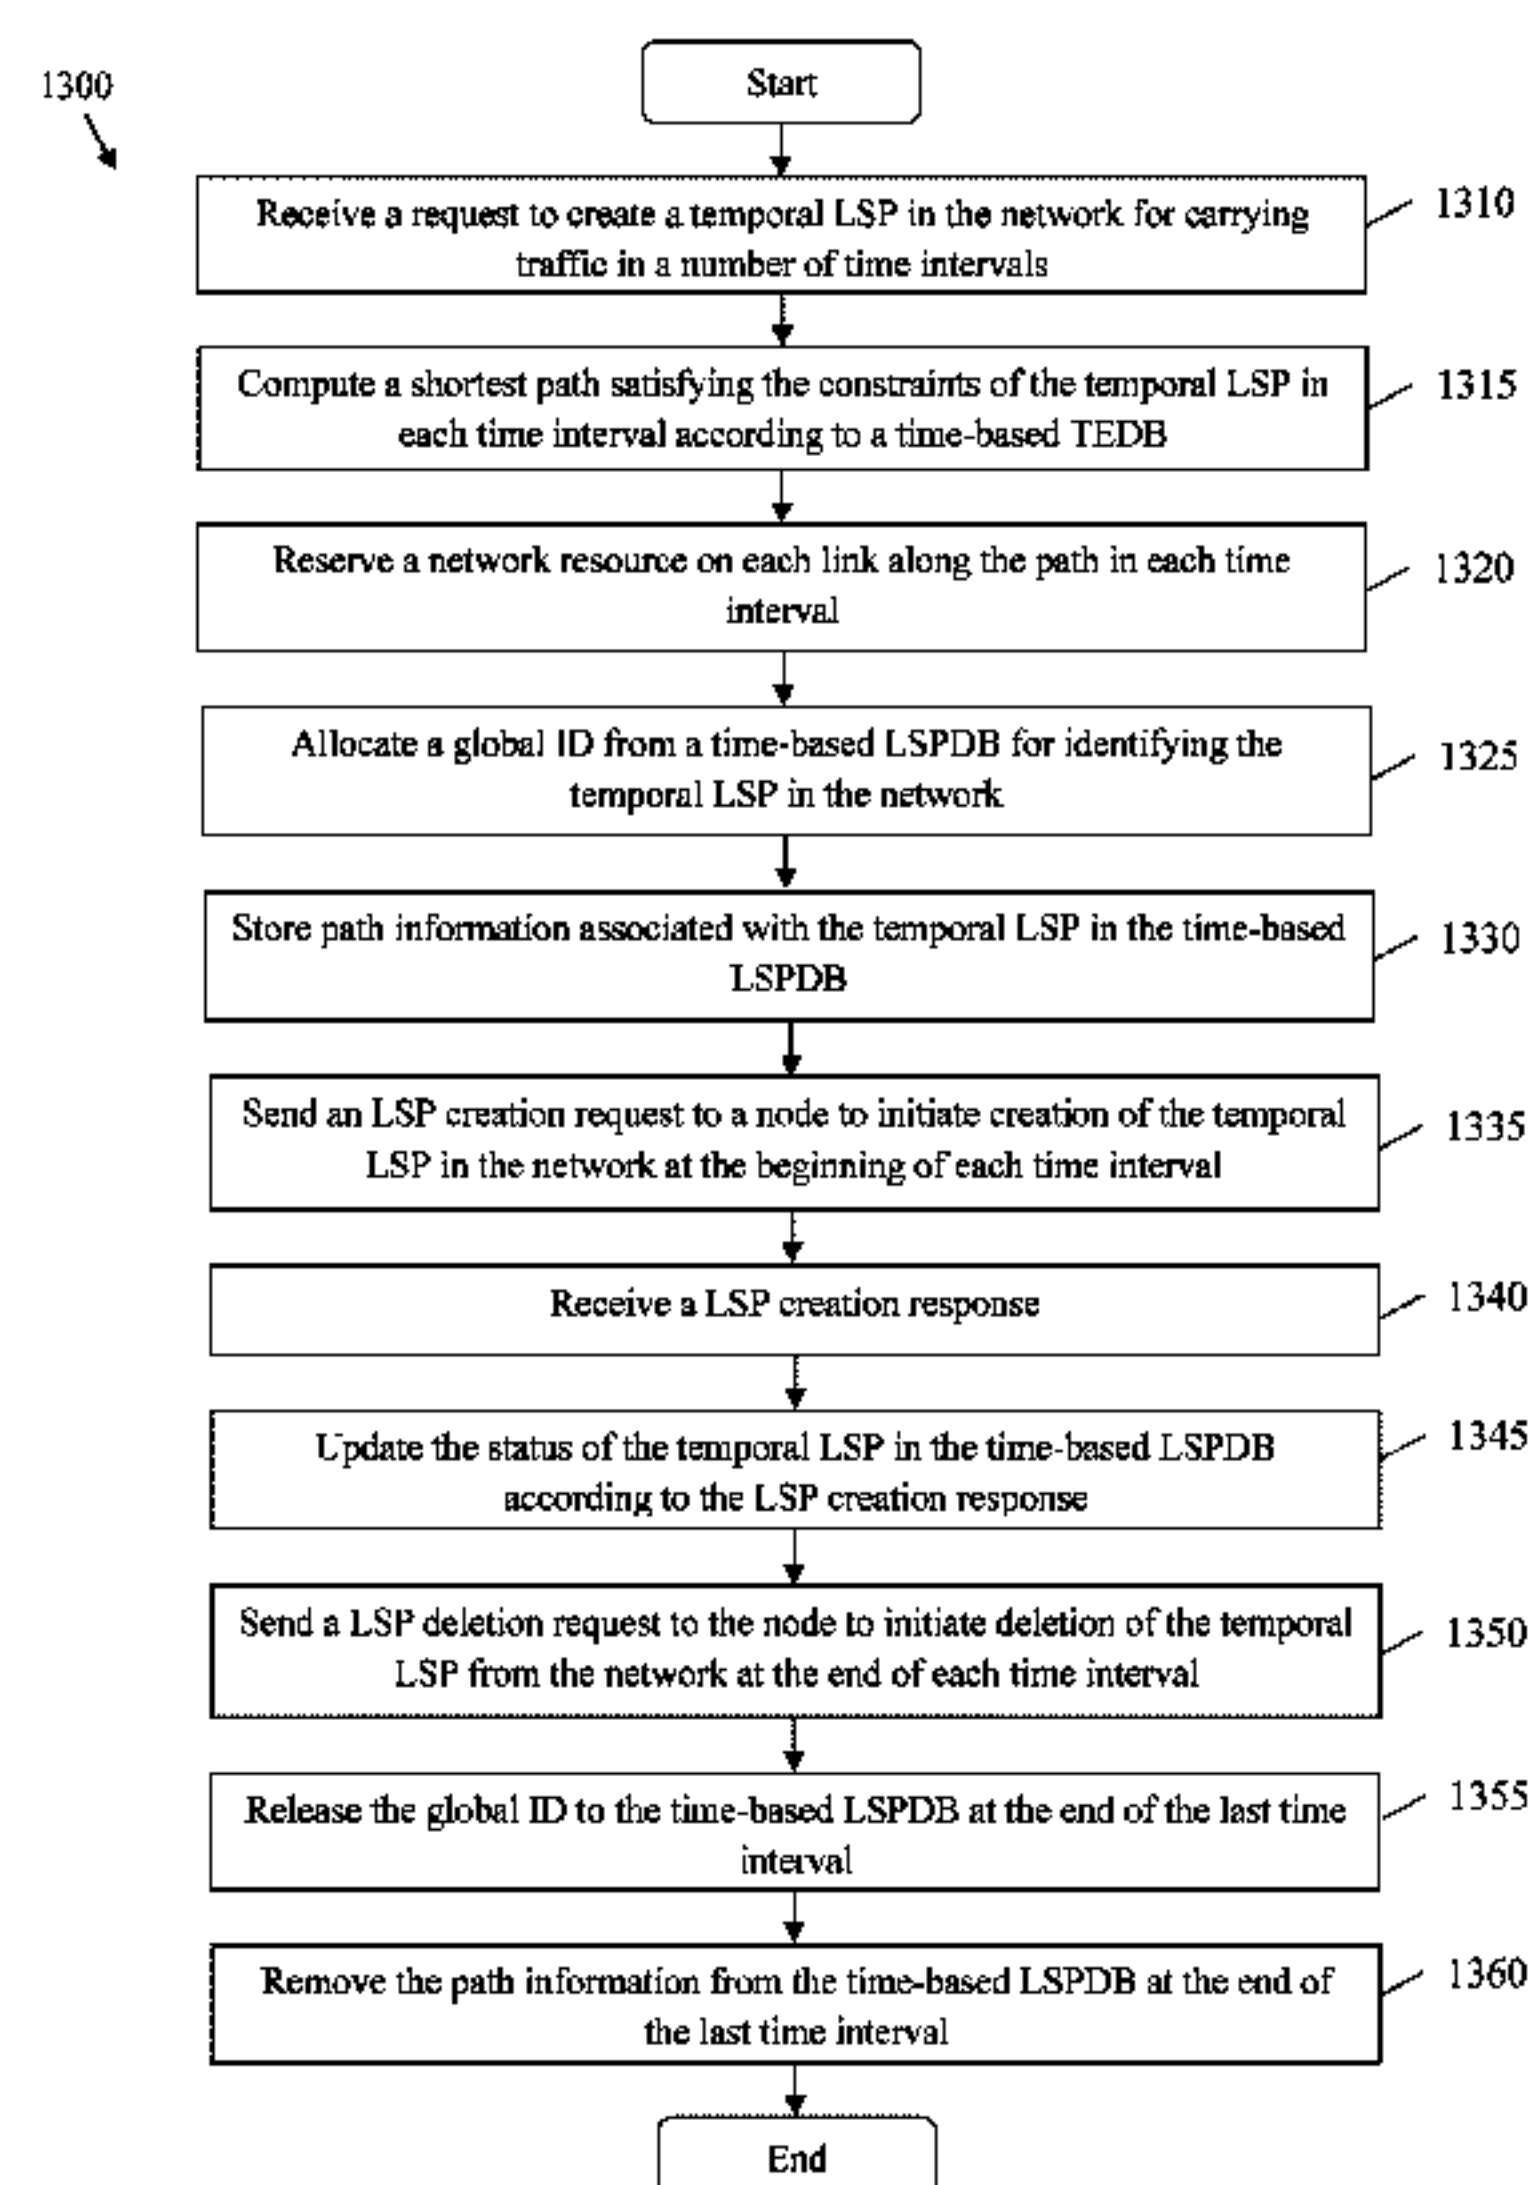 1300
Start
Receive a request to create a temporal LSP in the network for carrying
traffic in a number of time intervals
1310
Compute a shortest path satisfying the constraints of the temporal LSP in
each time interval according to a time-based TEDB
1315
Reserve a network resource on each link along the path in each time
interval
1320
Allocate a global ID from a time-based LSPDB for identifying the
temporal LSP in the network
1325
Store path information associated with the temporal LSP in the time-based
LSPDB
1330
Send an LSP creation request to a node to initiate creation of the temporal
LSP in the network at the beginning of each time interval
1335
Receive a LSP creation response
1340
Update the status of the temporal LSP in the time-based LSPDB
according to the LSP creation response
1345
Send a LSP deletion request to the node to initiate deletion of the temporal
LSP from the network at the end of each time interval
1350
Release the global ID to the time-based LSPDB at the end of the last time
interval
1355
Remove the path information from the time-based LSPDB at the end of
the last time interval
1360
End